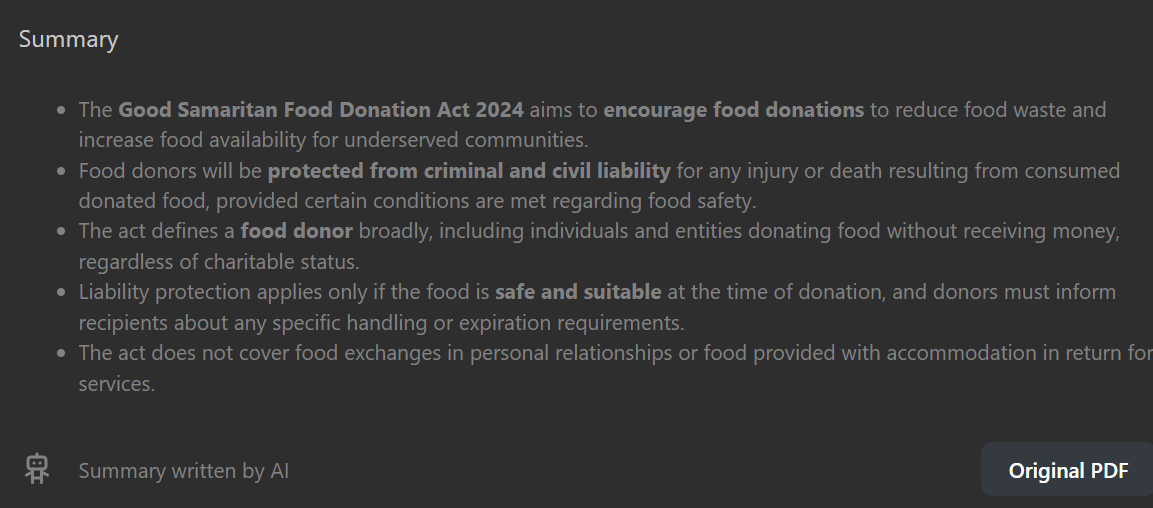 Summary
• The Good Samaritan Food Donation Act 2024 aims to encourage food donations to reduce food waste and
increase food availability for underserved communities.
• Food donors will be protected from criminal and civil liability for any injury or death resulting from consumed
donated food, provided certain conditions are met regarding food safety.
• The act defines a food donor broadly, including individuals and entities donating food without receiving money,
regardless of charitable status.
• Liability protection applies only if the food is safe and suitable at the time of donation, and donors must inform
recipients about any specific handling or expiration requirements.
• The act does not cover food exchanges in personal relationships or food provided with accommodation in return for
services.
Summary written by AI
Original PDF